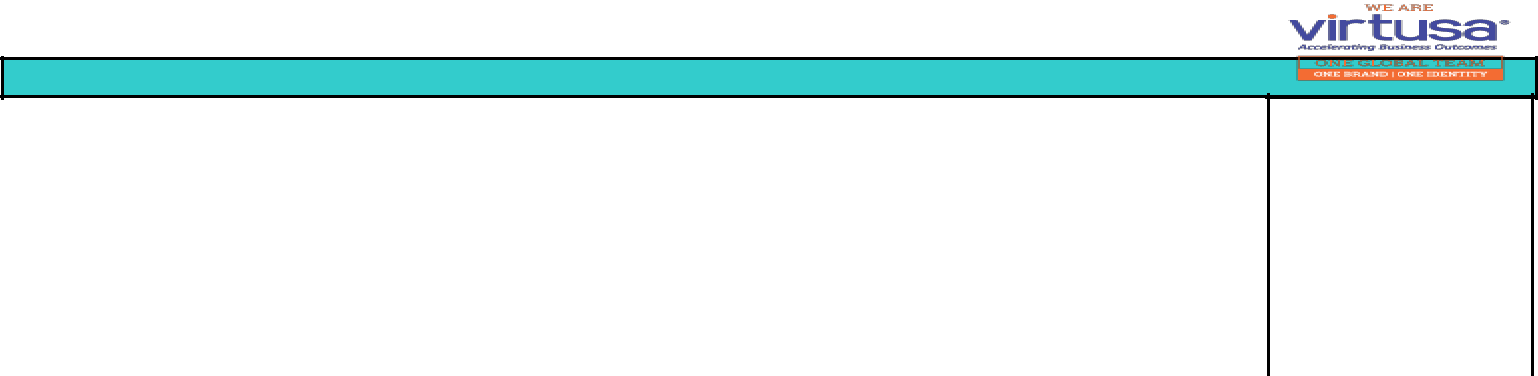 WE ARE
virtusa®
Accelerating Business Outcomes
ONE GLOBAL TEAM
ONE BRAND | ONE IDENTITY